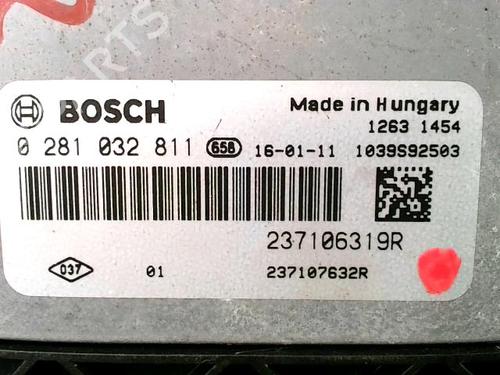 PARTS
BOSCH Made in Hungary
1263 1454
0 281 032 811 658 16-01-11 1039S92503
237106319R
037 01 237107632R